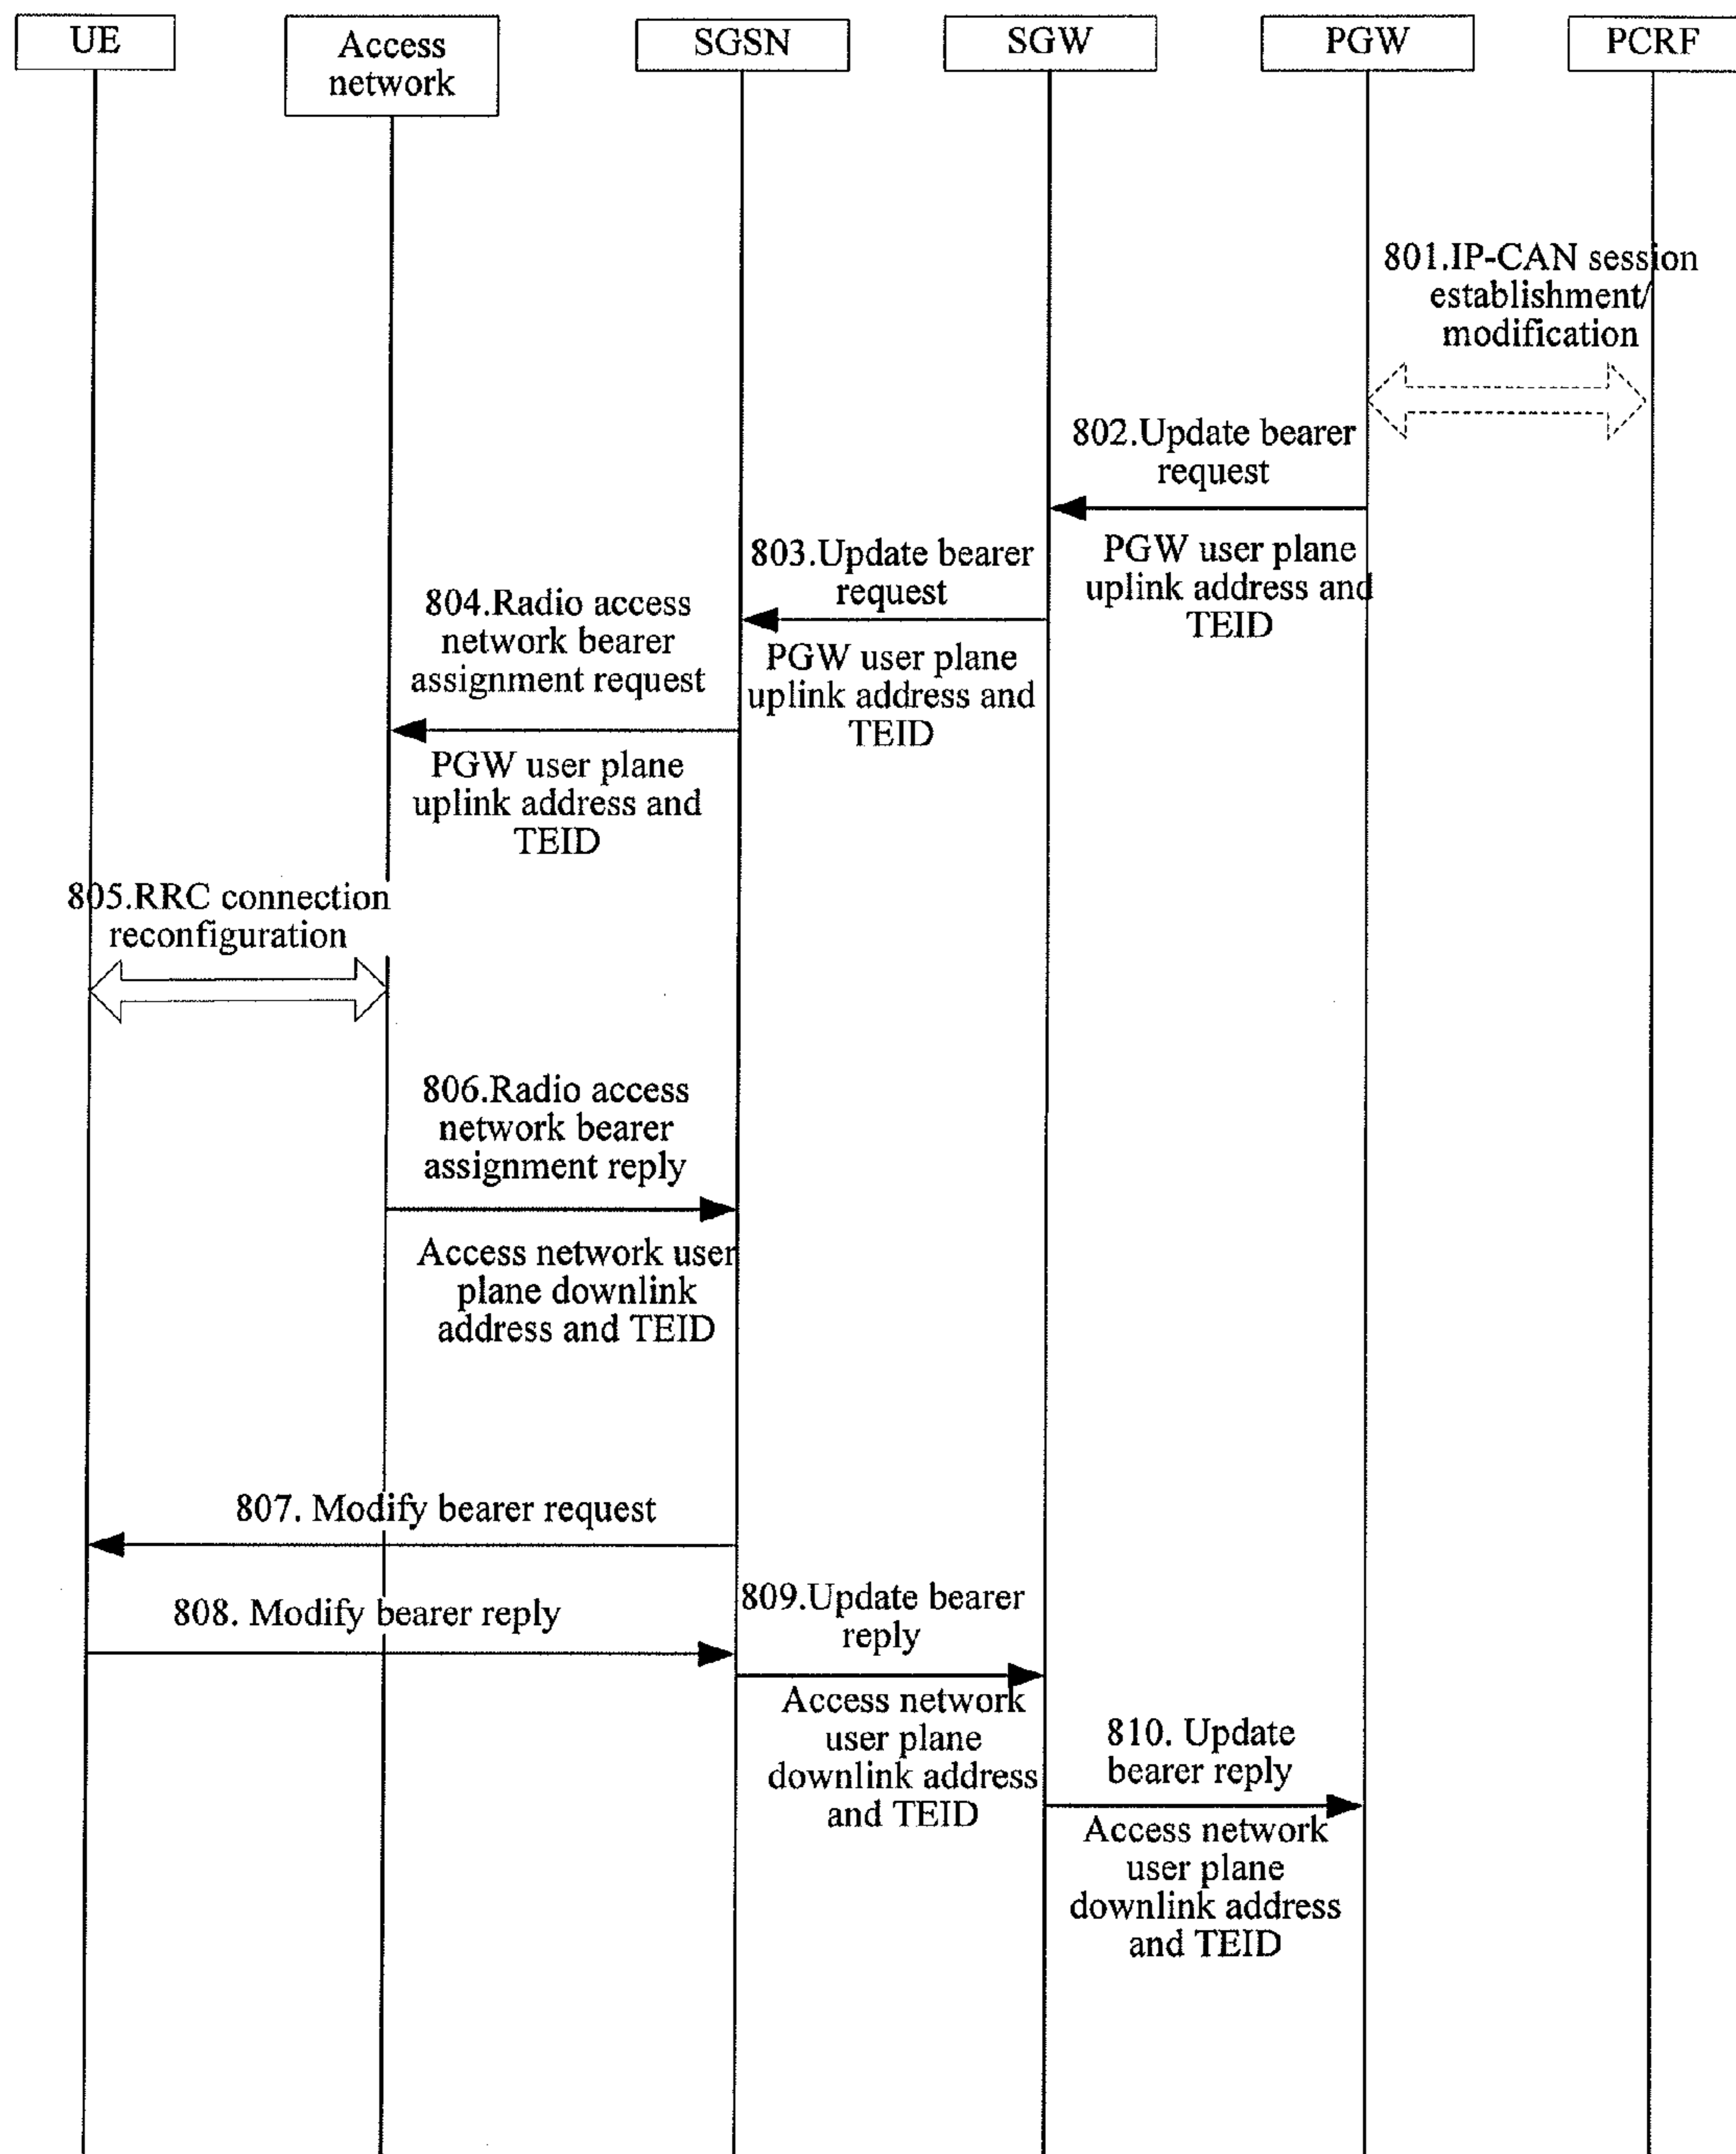 UE
Access
network
SGSN
SGW
PGW
PCRF
801.IP-CAN session
establishment/
modification
802.Update bearer
request
PGW user plane
uplink address and
TEID
803.Update bearer
request
PGW user plane
uplink address and
TEID
804.Radio access
network bearer
assignment request
PGW user plane
uplink address and
TEID
805.RRC connection
reconfiguration
806.Radio access
network bearer
assignment reply
Access network user
plane downlink
address and TEID
807. Modify bearer request
808. Modify bearer reply
809.Update bearer
reply
Access network
user plane
downlink address
and TEID
810. Update
bearer reply
Access network
user plane
downlink address
and TEID